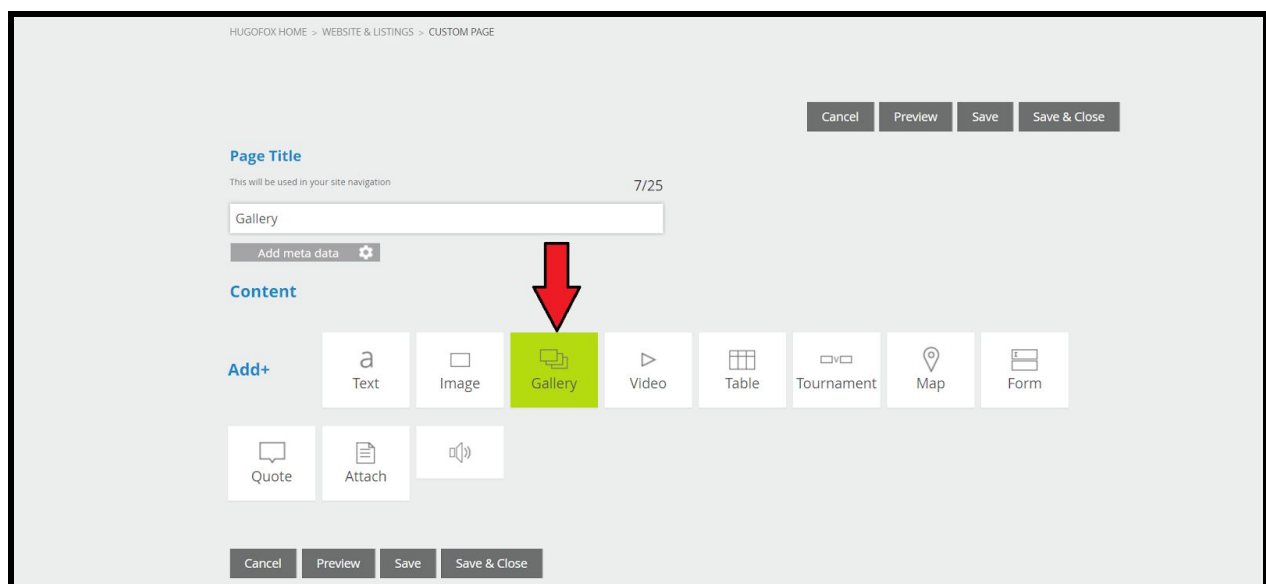 HUGOFOX HOME > WEBSITE & LISTINGS > CUSTOM PAGE
Cancel Preview Save Save & Close
Page Title
This will be used in your site navigation 7/25
Gallery
Add meta data
Content
Add+ a Text Image Gallery Video Table Tournament Map Form
Quote Attach
Cancel Preview Save Save & Close